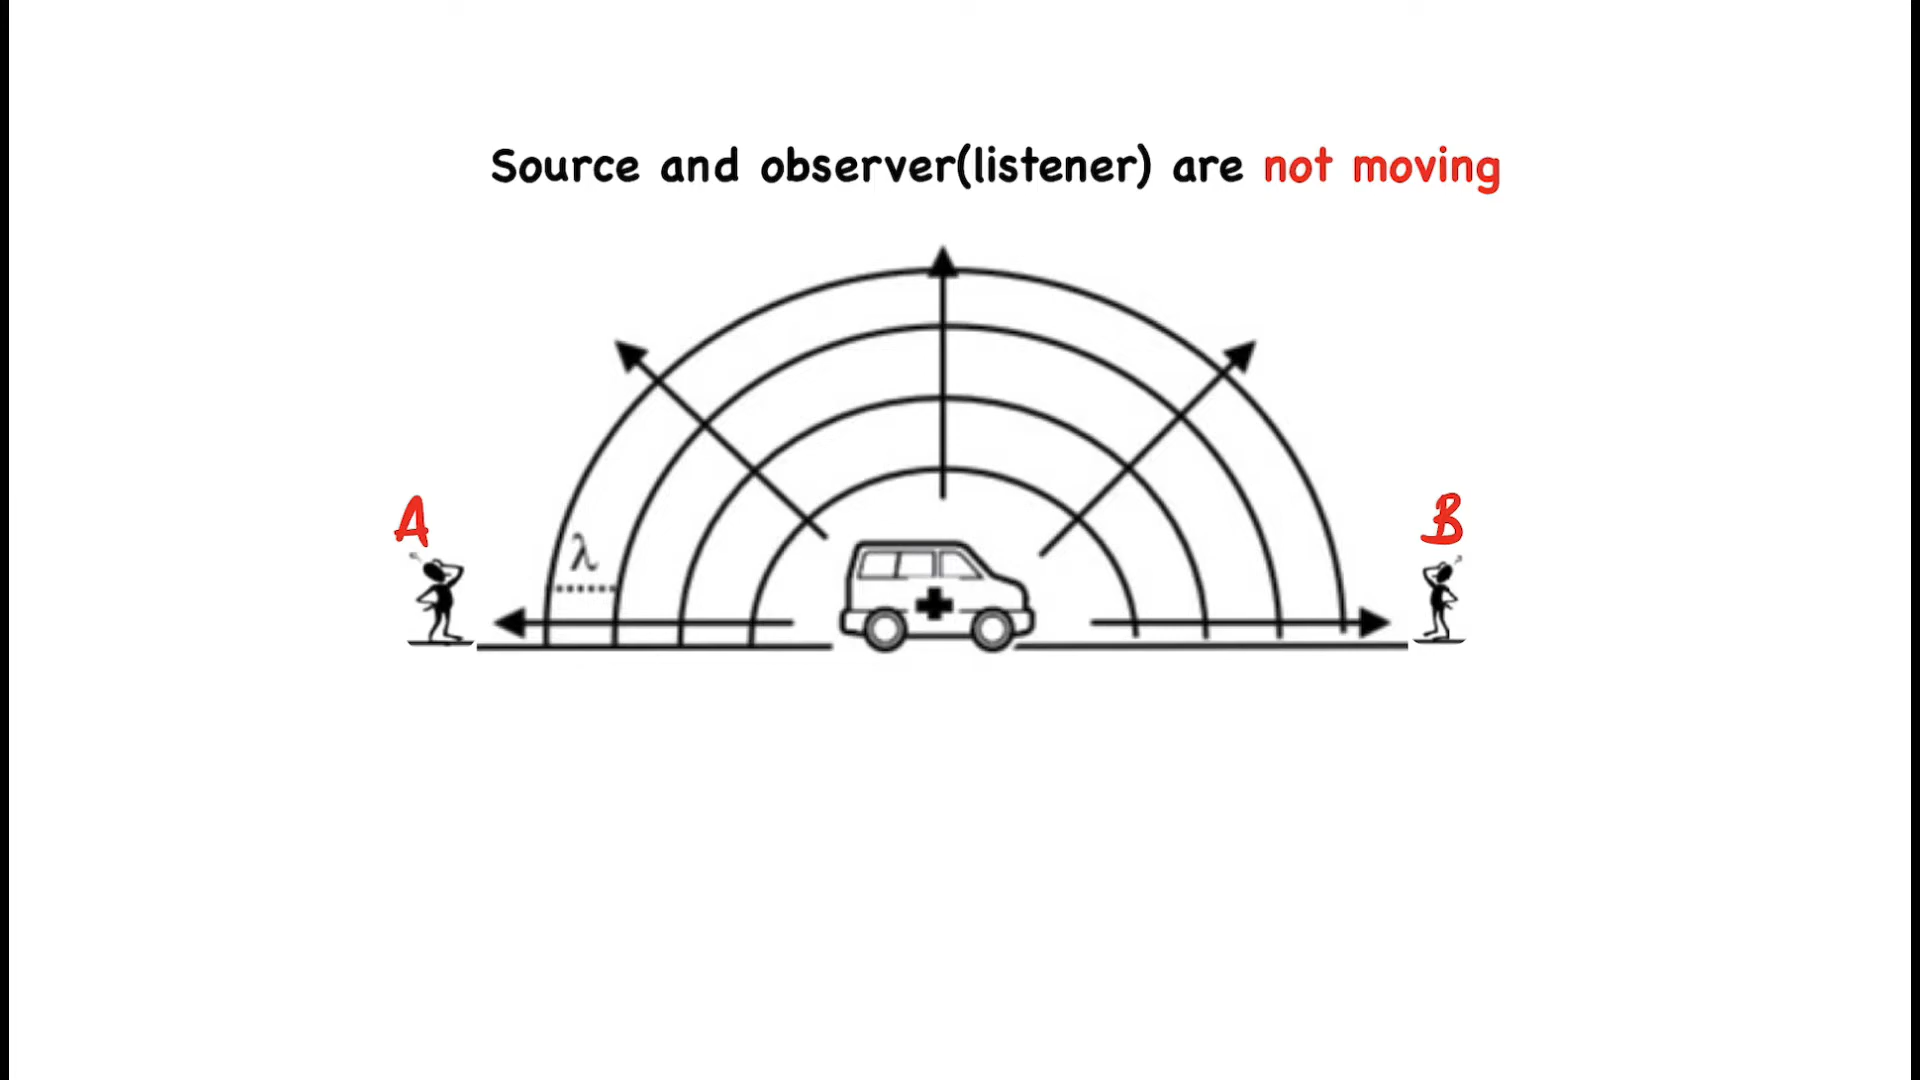 Source and observer(listener) are not moving
A
B
λ